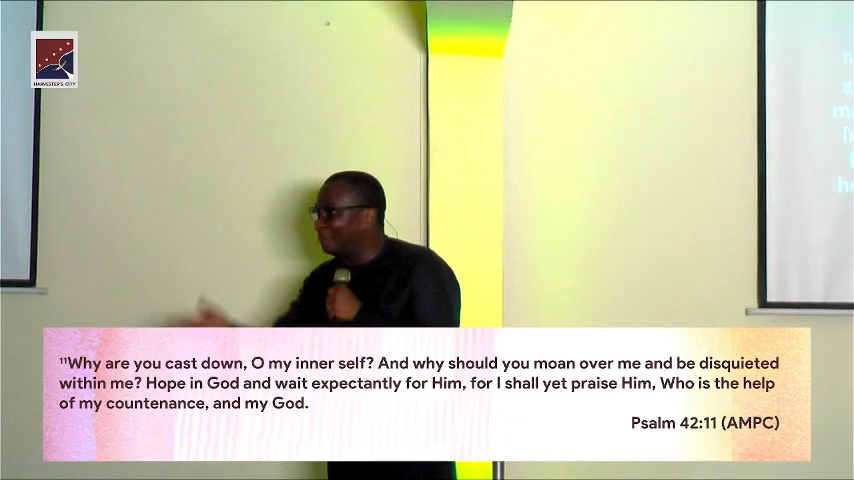 HARVESTER'S CITY
¹¹Why are you cast down, O my inner self? And why should you moan over me and be disquieted
within me? Hope in God and wait expectantly for Him, for I shall yet praise Him, Who is the help
of my countenance, and my God.
Psalm 42:11 (AMPC)